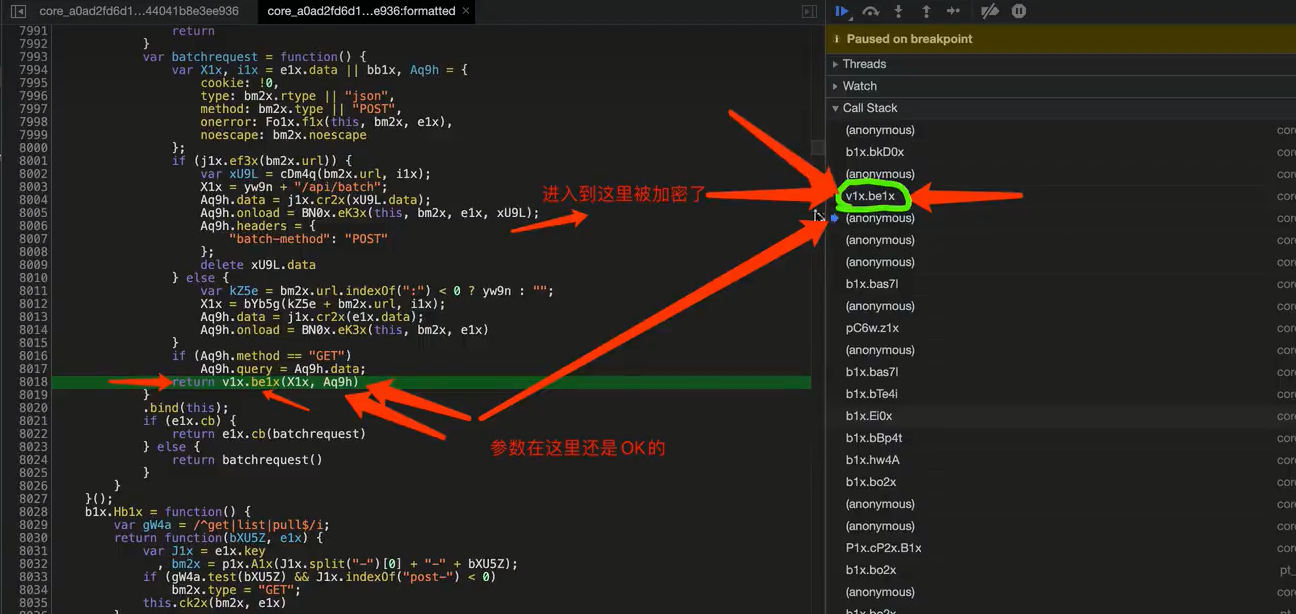 core_a0ad2fd6d1...44041b8e3ee936
core_a0ad2fd6d1...e936:formatted ×
7991 return
7992 }
7993 var batchrequest = function() {
7994 var X1x, i1x = e1x.data || bb1x, Aq9h = {
7995 cookie: !0,
7996 type: bm2x.rtype || "json",
7997 method: bm2x.type || "POST",
7998 onerror: Fo1x.f1x(this, bm2x, e1x),
7999 noescape: bm2x.noescape
8000 };
8001 if (j1x.ef3x(bm2x.url)) {
8002 var xU9L = cDm4q(bm2x.url, i1x);
8003 X1x = yw9n + "/api/batch";
8004 Aq9h.data = j1x.cr2x(xU9L.data);
8005 Aq9h.onload = BN0x.eK3x(this, bm2x, e1x, xU9L);
8006 Aq9h.headers = {
8007 "batch-method": "POST"
8008 };
8009 delete xU9L.data
8010 } else {
8011 var kZ5e = bm2x.url.indexOf(":") < 0 ? yw9n : "";
8012 X1x = bYb5g(kZ5e + bm2x.url, i1x);
8013 Aq9h.data = j1x.cr2x(e1x.data);
8014 Aq9h.onload = BN0x.eK3x(this, bm2x, e1x)
8015 }
8016 if (Aq9h.method == "GET")
8017 Aq9h.query = Aq9h.data;
8018 return v1x.be1x(X1x, Aq9h)
8019 }
8020 .bind(this);
8021 if (e1x.cb) {
8022 return e1x.cb(batchrequest)
8023 } else {
8024 return batchrequest()
8025 }
8026 }
8027 }();
8028 b1x.Hb1x = function() {
8029 var gW4a = /^get|list|pull$/i;
8030 return function(bXU5Z, e1x) {
8031 var J1x = e1x.key
8032 , bm2x = p1x.A1x(J1x.split("-")[0] + "-" + bXU5Z);
8033 if (gW4a.test(bXU5Z) && J1x.indexOf("post-") < 0)
8034 bm2x.type = "GET";
8035 this.ck2x(bm2x, e1x)
进入到这里被加密了
参数在这里还是OK的
Paused on breakpoint
Threads
Watch
Call Stack
(anonymous) core
b1x.bkD0x core
(anonymous) core
v1x.be1x core
(anonymous) core
(anonymous) core
(anonymous) core
b1x.bas7l core
(anonymous) core
pC6w.z1x core
(anonymous) core
b1x.bas7l core
b1x.bTe4i core
b1x.Ei0x core
b1x.bBp4t core
b1x.hw4A core
b1x.bo2x core
(anonymous) core
(anonymous) core
P1x.cP2x.B1x core
b1x.bo2x pt_
(anonymous) core
b1x.bo2x